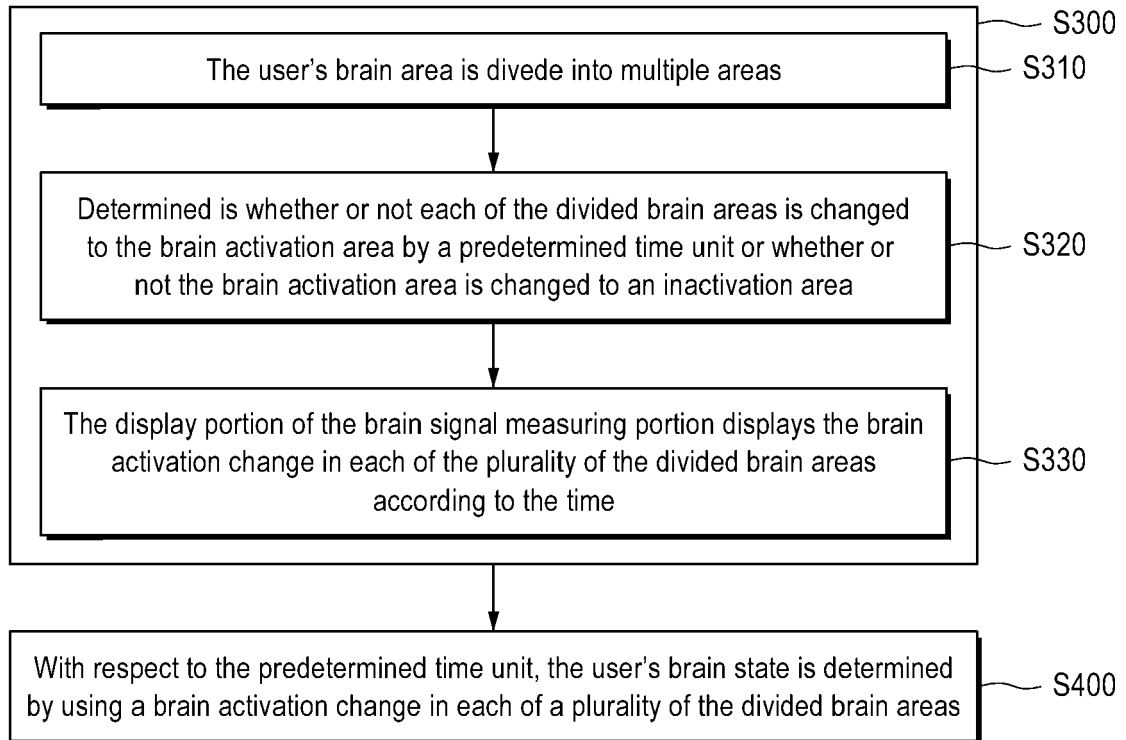 S300
The user's brain area is divede into multiple areas
S310
Determined is whether or not each of the divided brain areas is changed
to the brain activation area by a predetermined time unit or whether or
not the brain activation area is changed to an inactivation area
S320
The display portion of the brain signal measuring portion displays the brain
activation change in each of the plurality of the divided brain areas
according to the time
S330
With respect to the predetermined time unit, the user's brain state is determined
by using a brain activation change in each of a plurality of the divided brain areas
S400